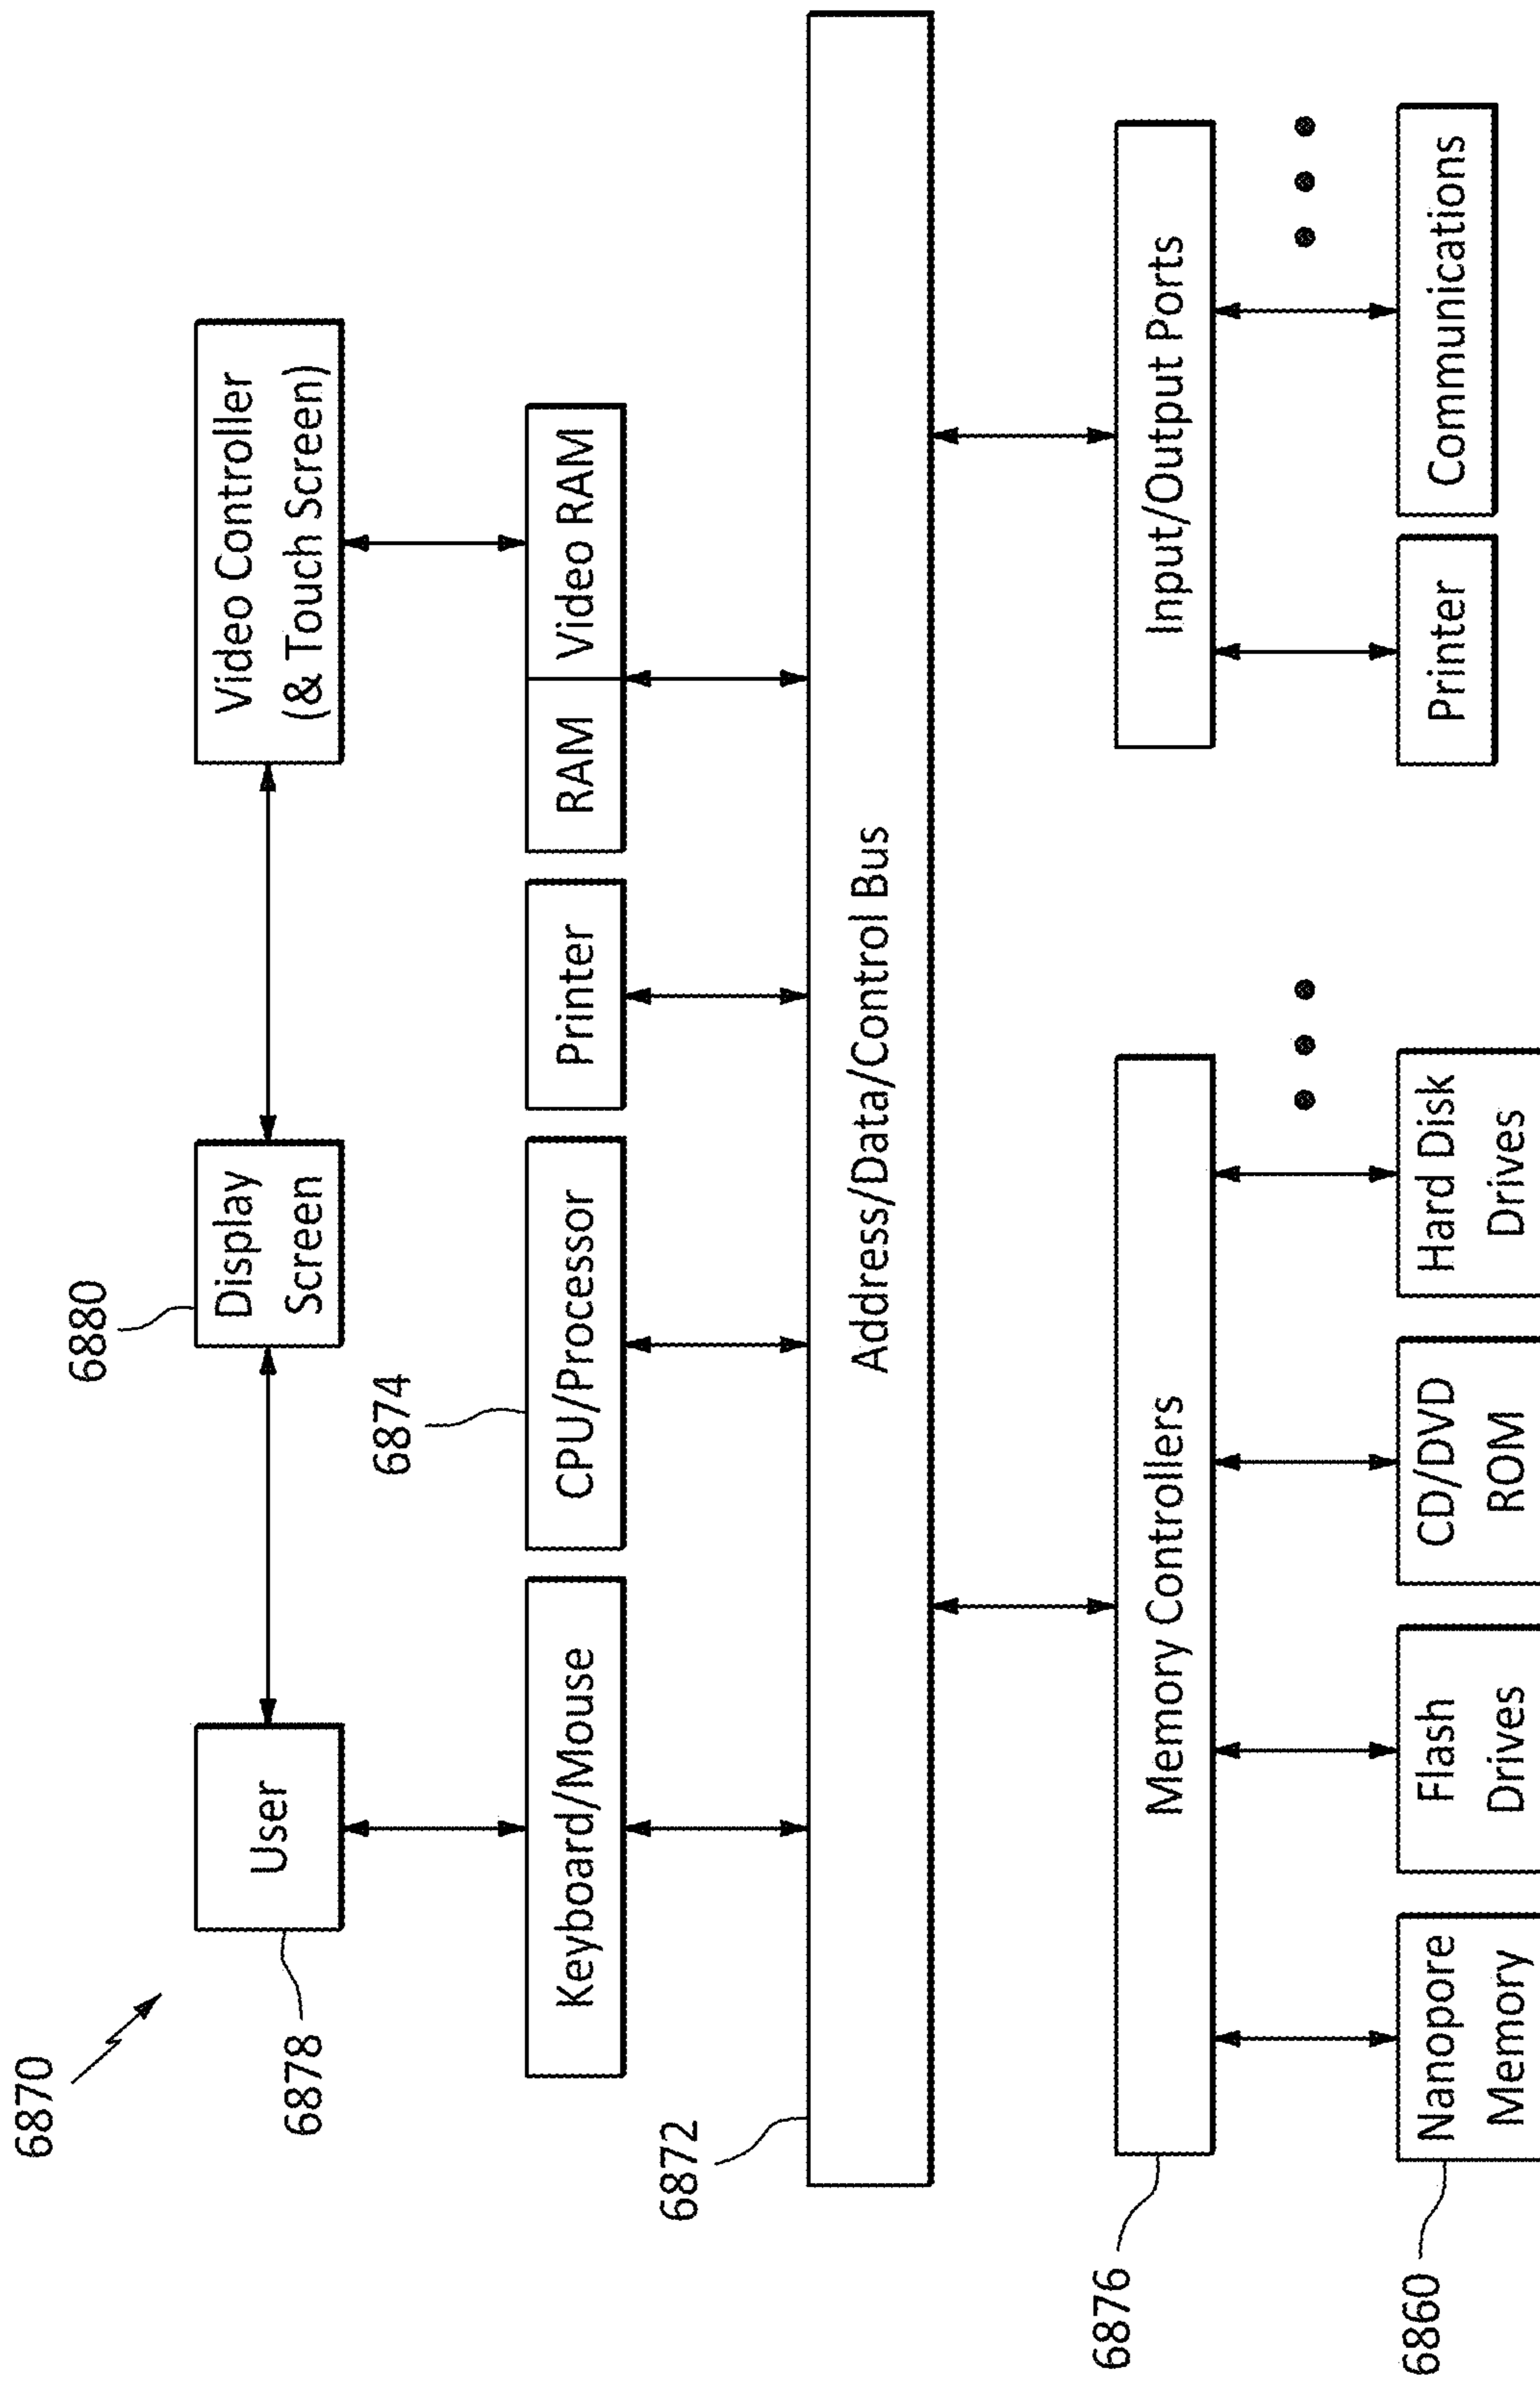 6870
6880
6878
User
Display
Screen
Video Controller
(& Touch Screen)
6874
Keyboard/Mouse
CPU/Processor
Printer
RAM
Video RAM
6872
Address/Data/Control Bus
6876
Memory Controllers
Input/Output Ports
6860
Nanopore
Memory
Flash
Drives
CD/DVD
ROM
Hard Disk
Drives
Printer
Communications